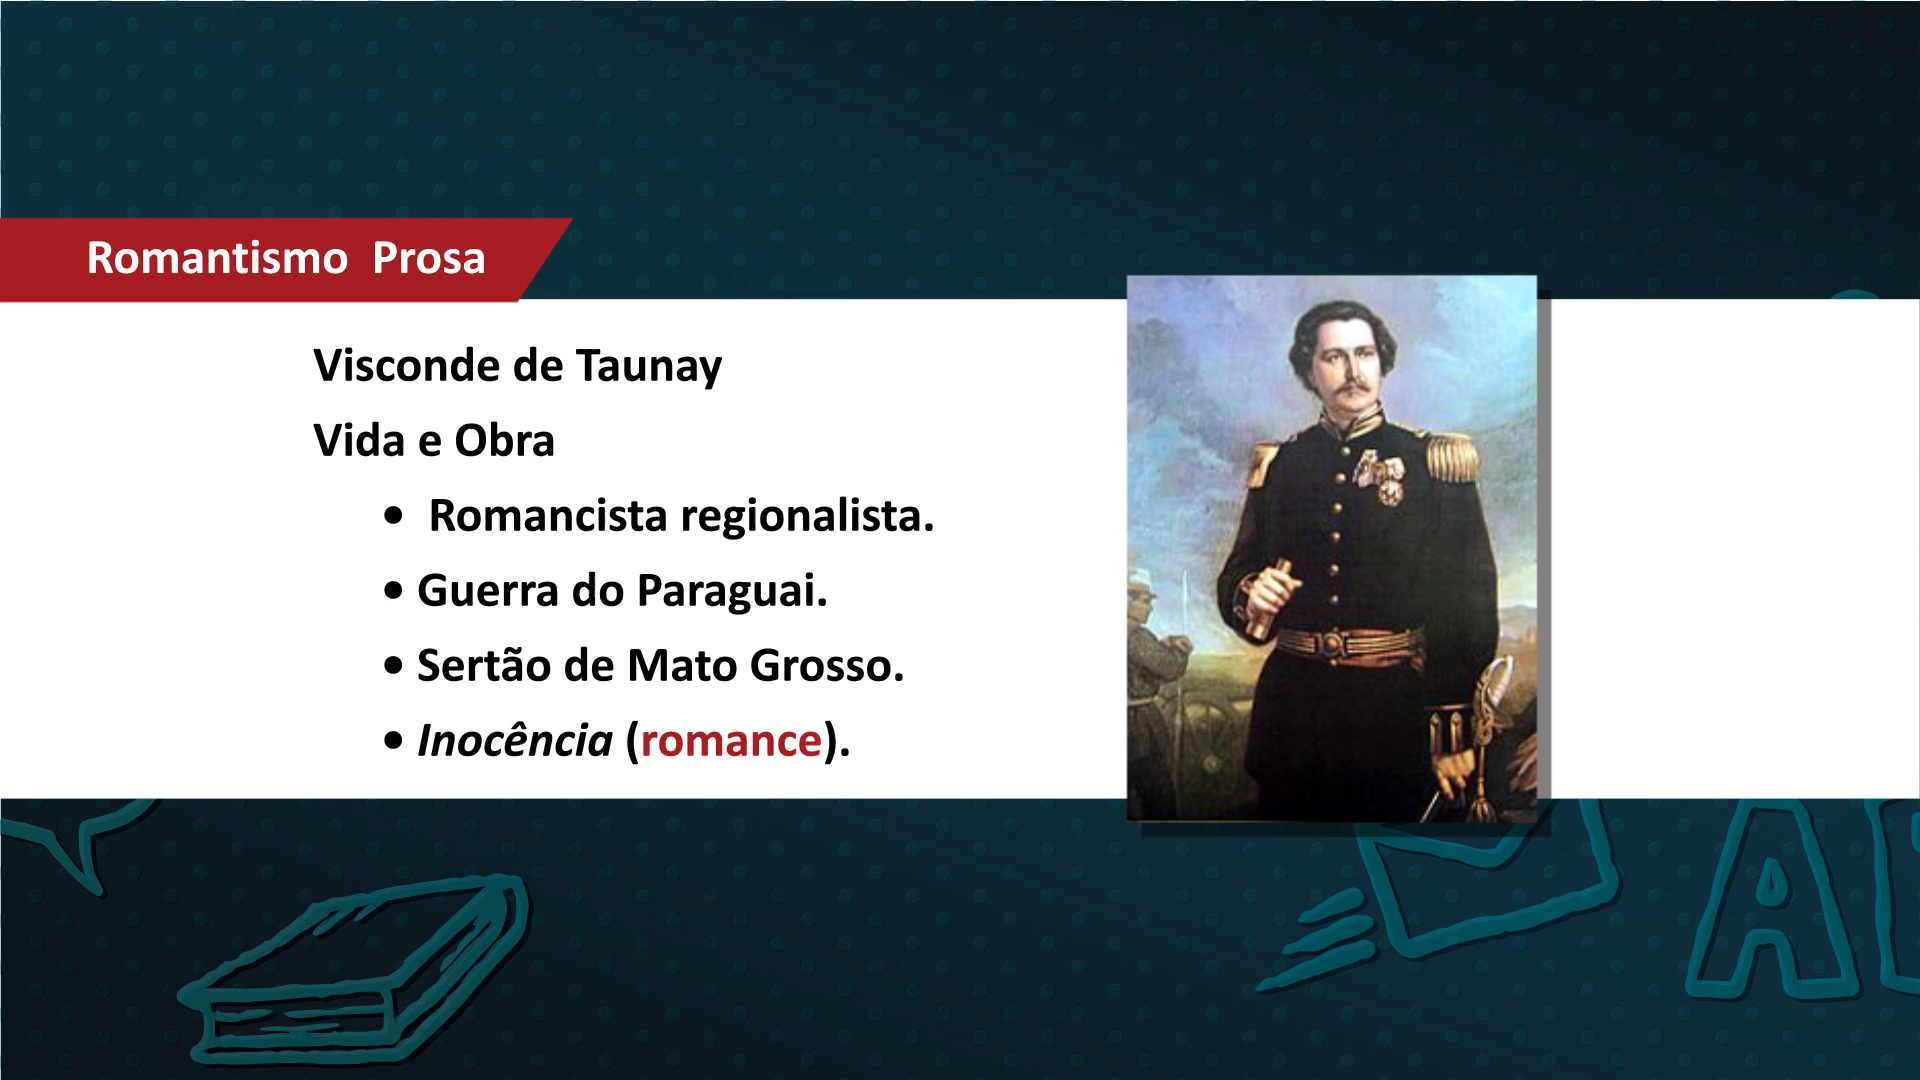 Romantismo  Prosa
Visconde de Taunay
Vida e Obra
•  Romancista regionalista.
• Guerra do Paraguai.
• Sertão de Mato Grosso.
• Inocência (romance).
A